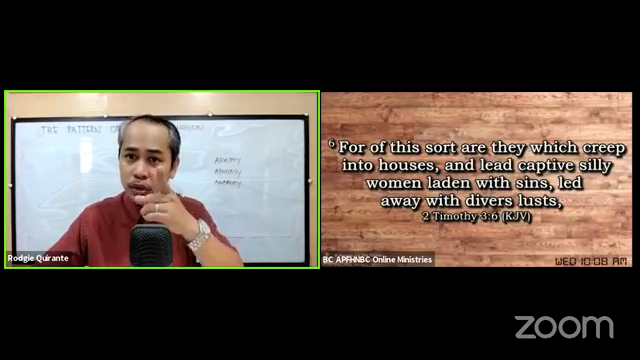 THE PATTERN
APATHY
Rodgie Quirante
6 For of this sort are they which creep
into houses, and lead captive silly
women laden with sins, led
away with divers lusts,
2 Timothy 3:6 (KJV)
BC APFHNBC Online Ministries
WED 10:08 AM
zoom